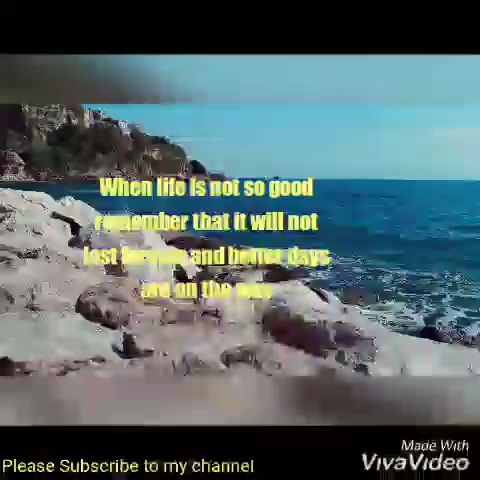 When life is not so good
remember that it will not
last forever and better days
are on the way
Made With
VivaVideo
Please Subscribe to my channel